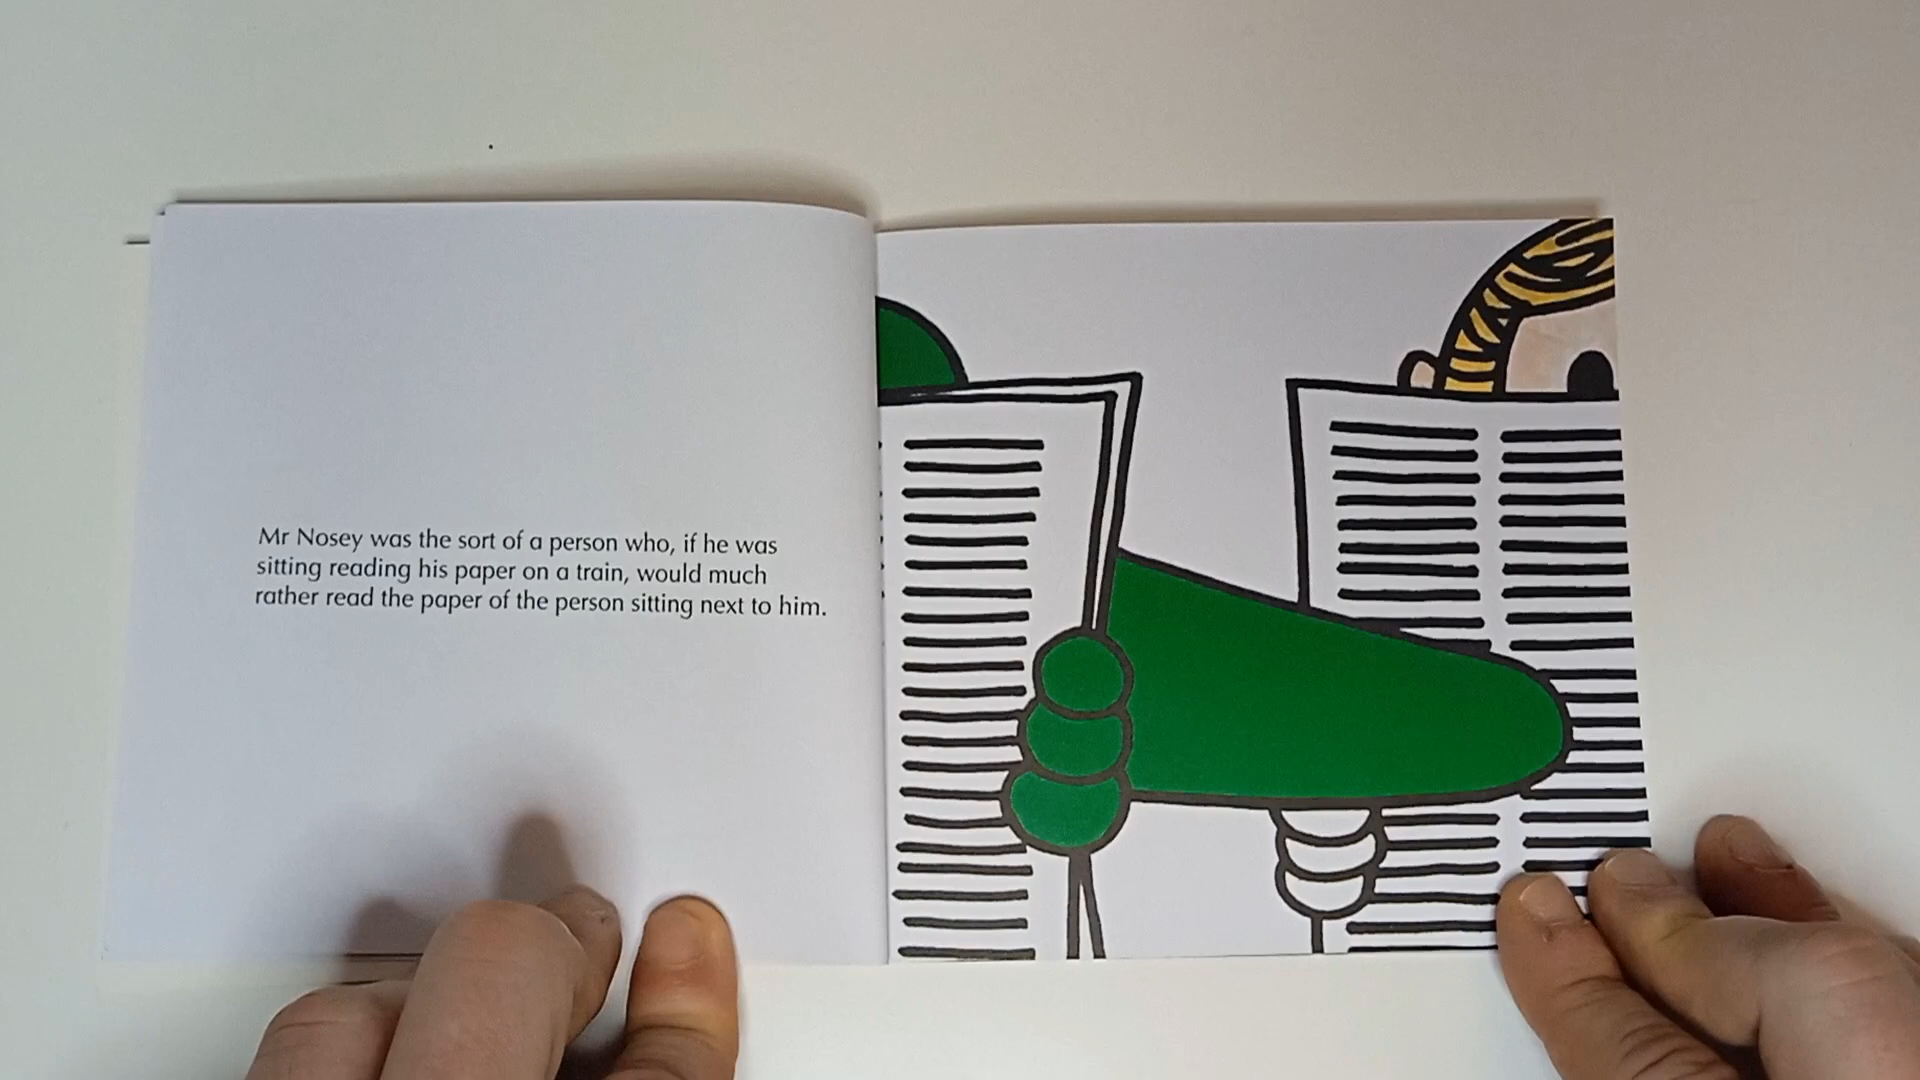 Mr Nosey was the sort of a person who, if he was
sitting reading his paper on a train, would much
rather read the paper of the person sitting next to him.